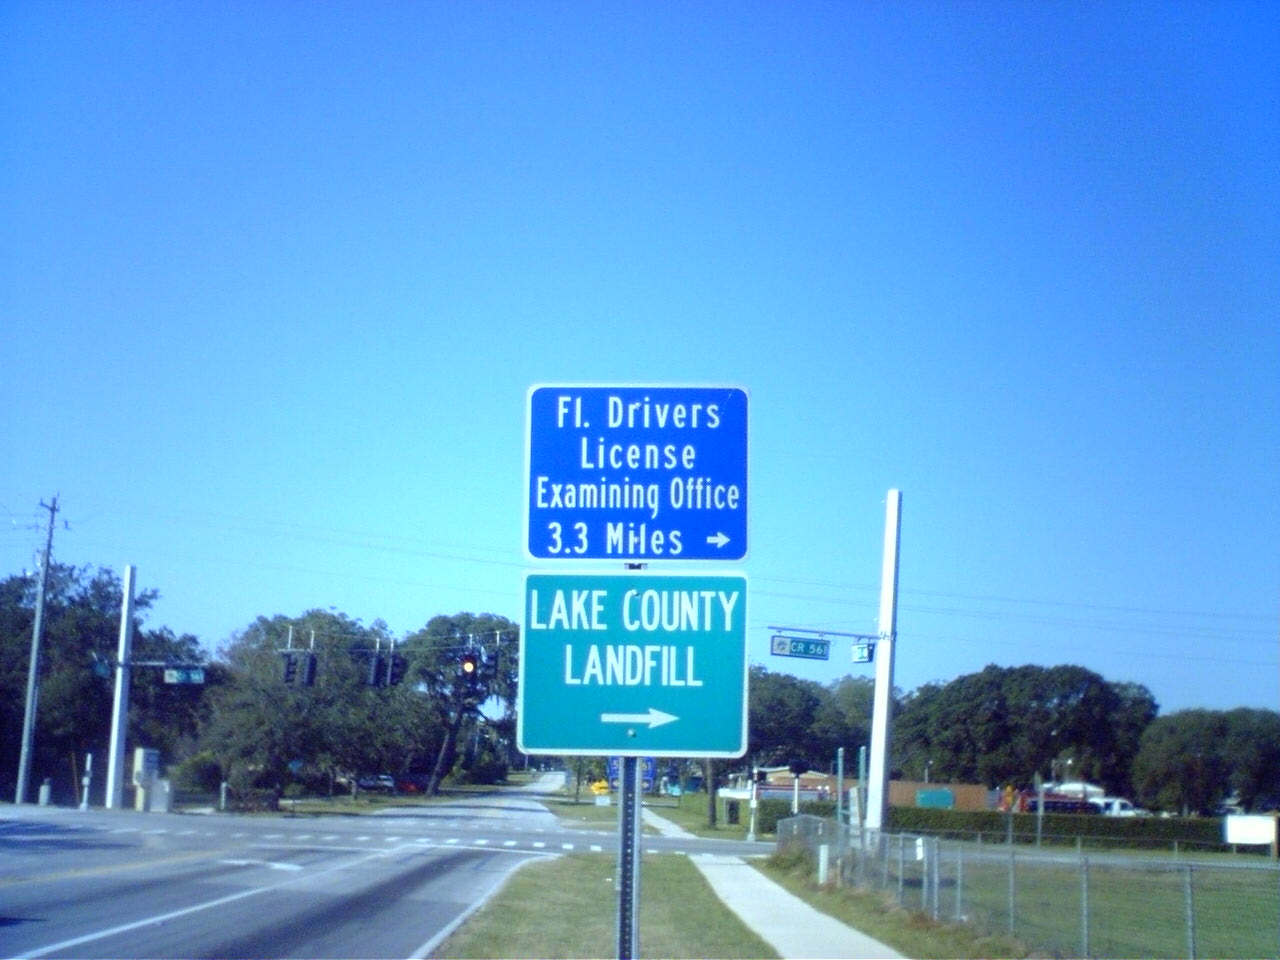 Fl. Drivers
License
Examining Office
3.3 Miles
LAKE COUNTY
LANDFILL
CR 561